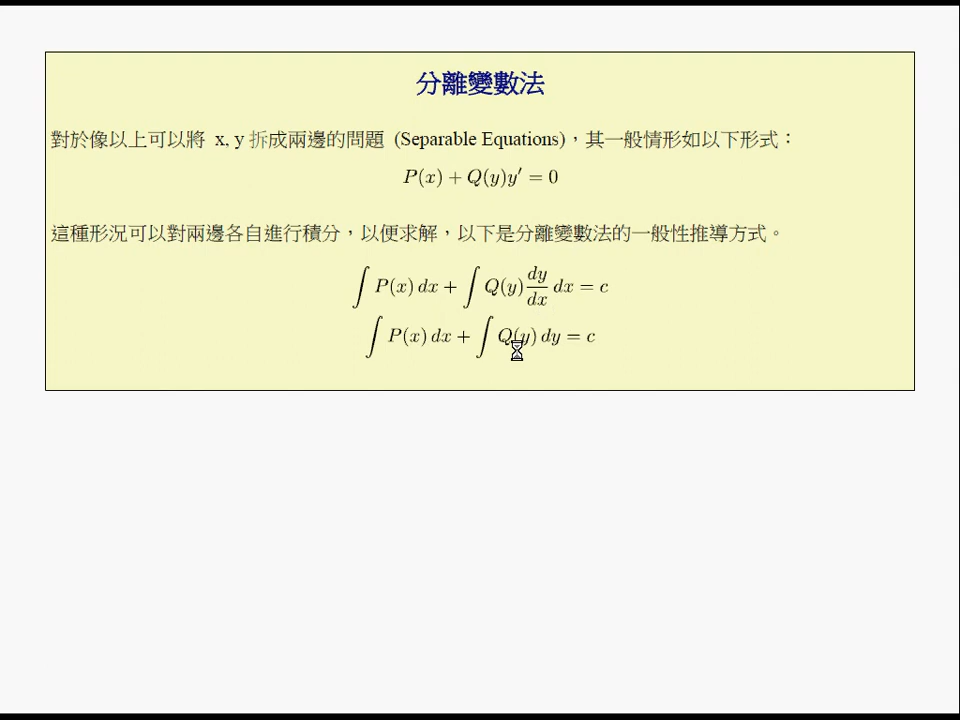 分離變數法
對於像以上可以將 x, y 拆成兩邊的問題 (Separable Equations)，其一般情形如以下形式：
P(x) + Q(y)y′ = 0
這種形況可以對兩邊各自進行積分，以便求解，以下是分離變數法的一般性推導方式。
∫ P(x) dx + ∫ Q(y) dy/dx dx = c
∫ P(x) dx + ∫ Q(y) dy = c